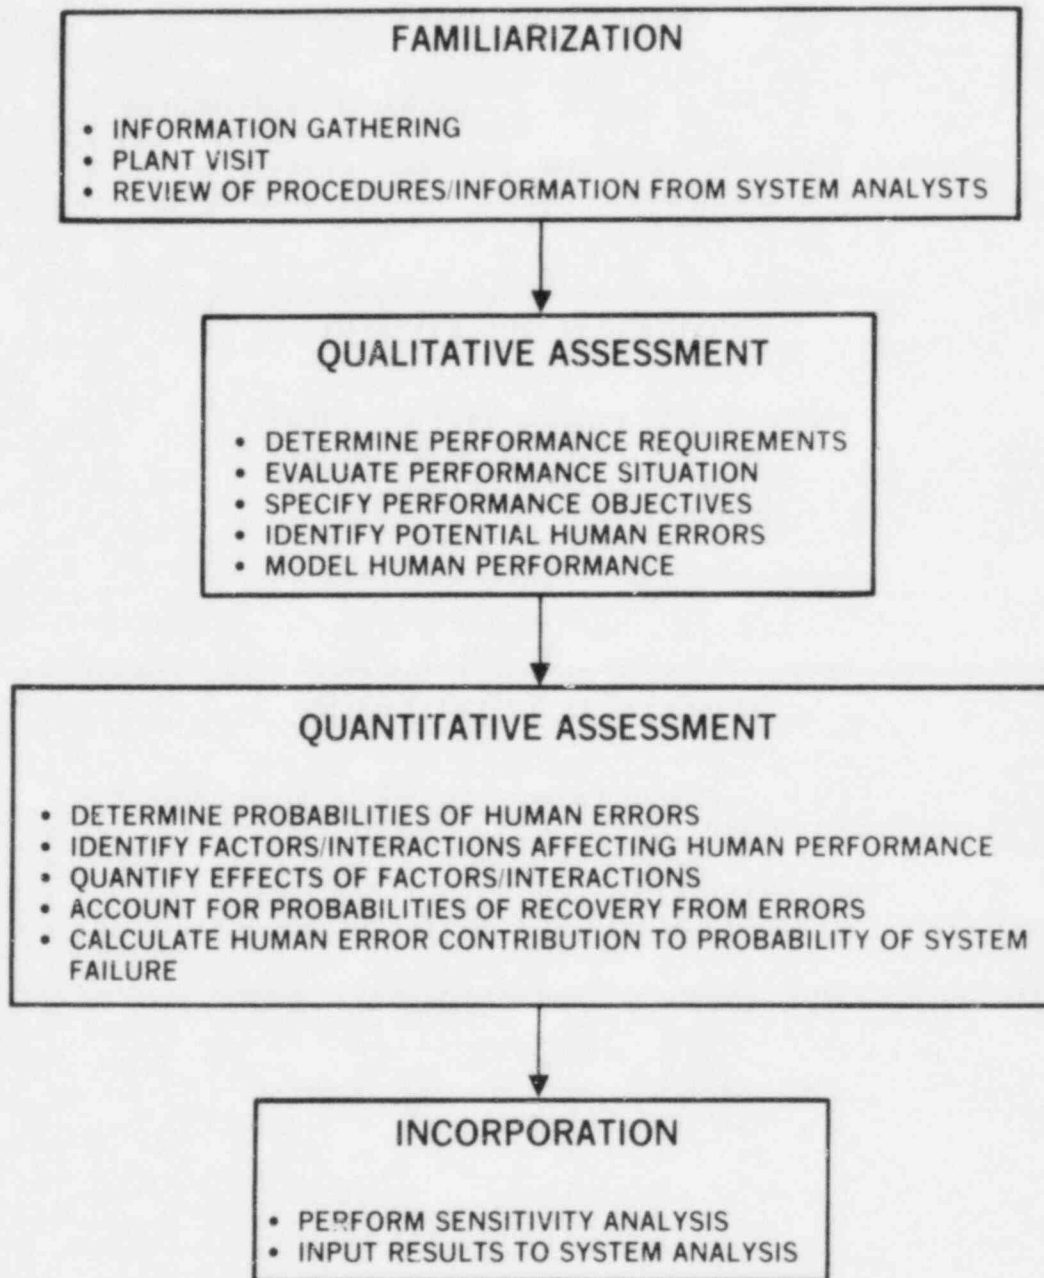 FAMILIARIZATION
• INFORMATION GATHERING
• PLANT VISIT
• REVIEW OF PROCEDURES/INFORMATION FROM SYSTEM ANALYSTS
QUALITATIVE ASSESSMENT
• DETERMINE PERFORMANCE REQUIREMENTS
• EVALUATE PERFORMANCE SITUATION
• SPECIFY PERFORMANCE OBJECTIVES
• IDENTIFY POTENTIAL HUMAN ERRORS
• MODEL HUMAN PERFORMANCE
QUANTITATIVE ASSESSMENT
• DETERMINE PROBABILITIES OF HUMAN ERRORS
• IDENTIFY FACTORS/INTERACTIONS AFFECTING HUMAN PERFORMANCE
• QUANTIFY EFFECTS OF FACTORS/INTERACTIONS
• ACCOUNT FOR PROBABILITIES OF RECOVERY FROM ERRORS
• CALCULATE HUMAN ERROR CONTRIBUTION TO PROBABILITY OF SYSTEM
FAILURE
INCORPORATION
• PERFORM SENSITIVITY ANALYSIS
• INPUT RESULTS TO SYSTEM ANALYSIS